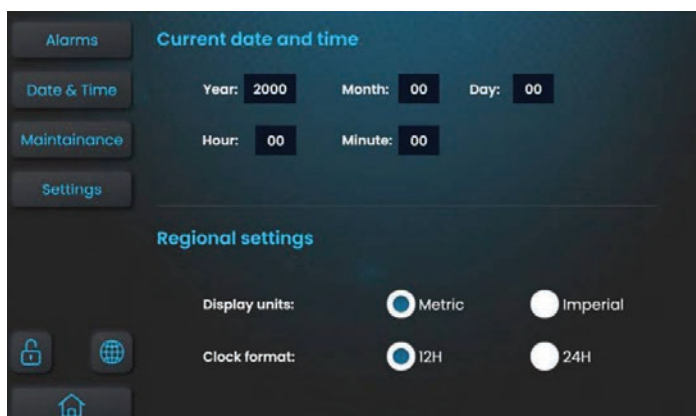 Alarms
Date & Time
Maintainance
Settings
Current date and time
Year: 2000 Month: 00 Day: 00
Hour: 00 Minute: 00
Regional settings
Display units: Metric Imperial
Clock format: 12H 24H